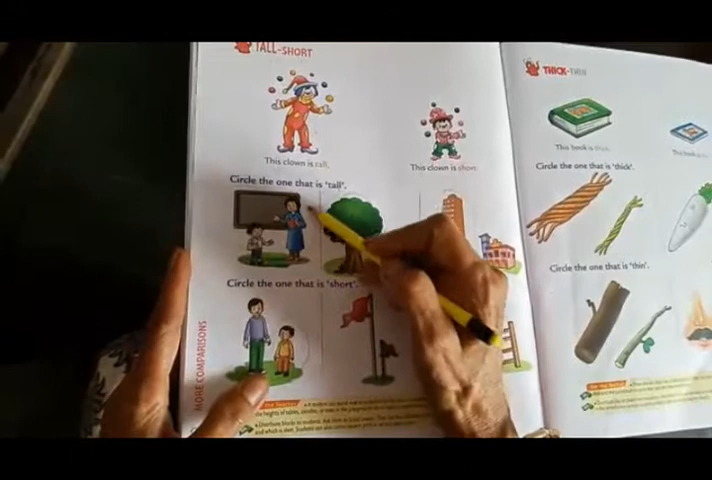 TALL-SHORT
This clown is tall.
This clown is short.
Circle the one that is 'tall'.
Circle the one that is 'short'.
MORE COMPARISONS
THICK-THIN
This book is thick.
This book
Circle the one that is 'thick'.
Circle the one that is 'thin'.